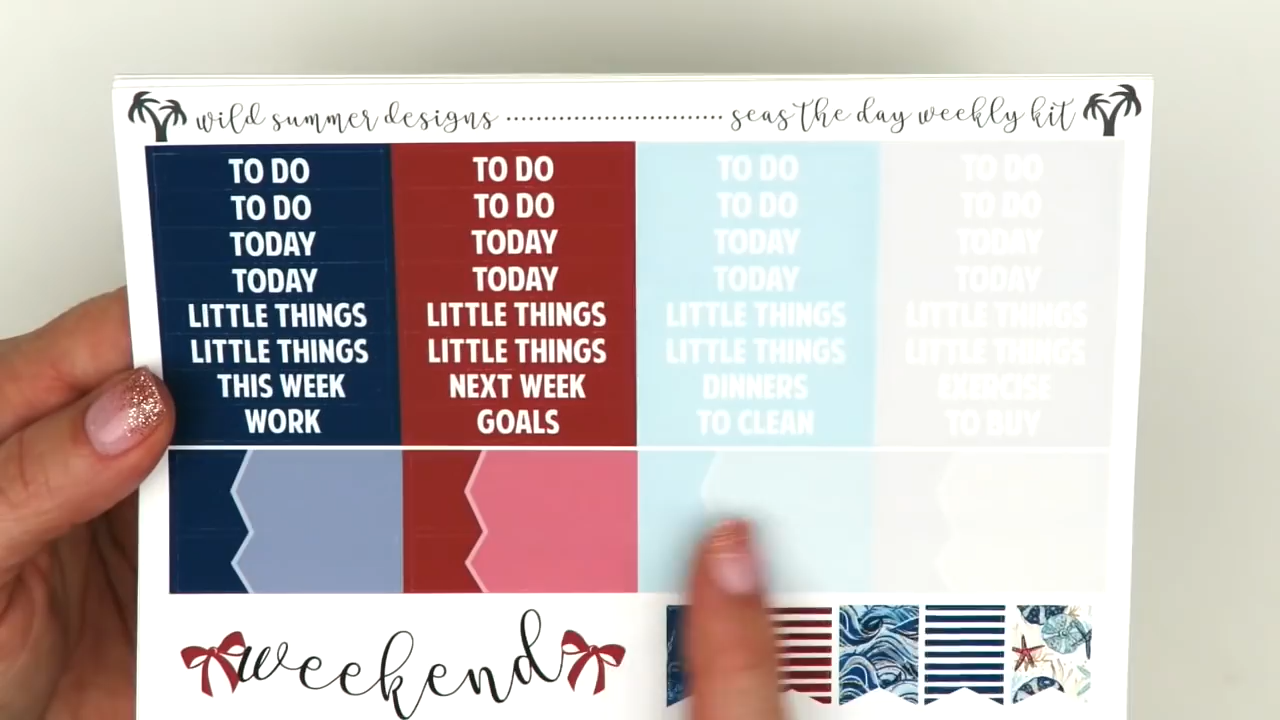 wild summer designs ........................................ seas the day weekly kit
TO DO TO DO TO DO TO DO
TO DO TO DO TO DO TO DO
TODAY TODAY TODAY TODAY
TODAY TODAY TODAY TODAY
LITTLE THINGS LITTLE THINGS LITTLE THINGS LITTLE THINGS
LITTLE THINGS LITTLE THINGS LITTLE THINGS LITTLE THINGS
THIS WEEK NEXT WEEK DINNERS EXERCISE
WORK GOALS TO CLEAN TO BUY
weekend